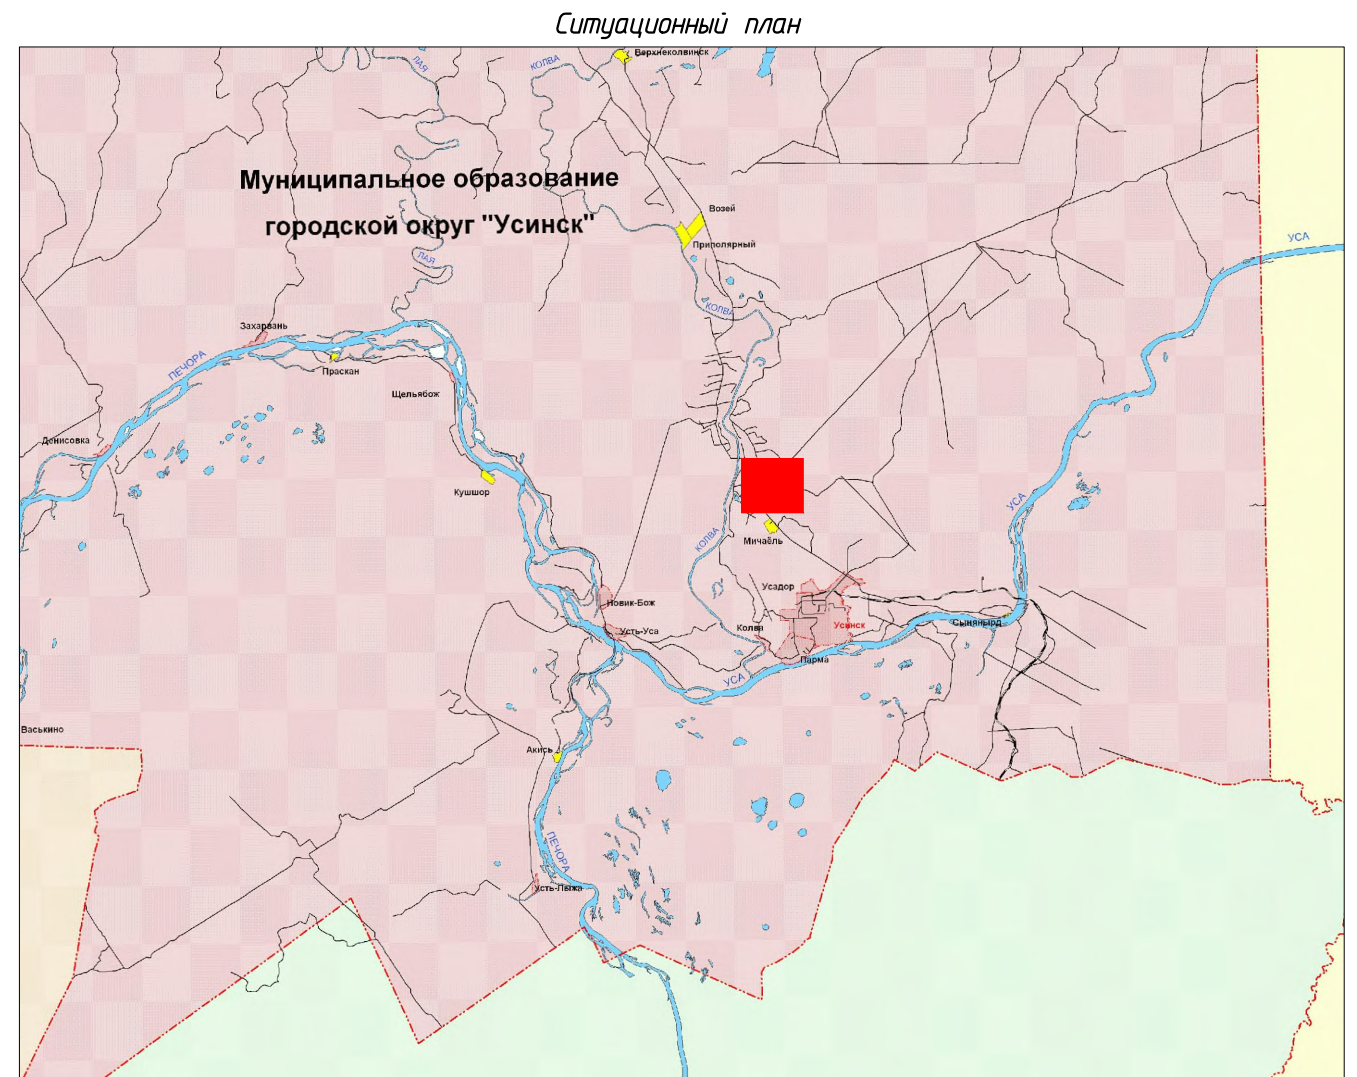 Ситуационный план
Верхнеколвинск
ЛАЯ
КОЛВА
Муниципальное образование
городской округ "Усинск"
Возей
Приполярный
УСА
ЛАЯ
КОЛВА
Захарвань
ПЕЧОРА
Праскан
Щельябож
Денисовка
Кушшор
УСА
КОЛВА
Мичаёль
Усадор
Новик-Бож
Усть-Уса
Колва
Усинск
Сынянырд
Парма
УСА
Васькино
Акись
ПЕЧОРА
Усть-Лыжа